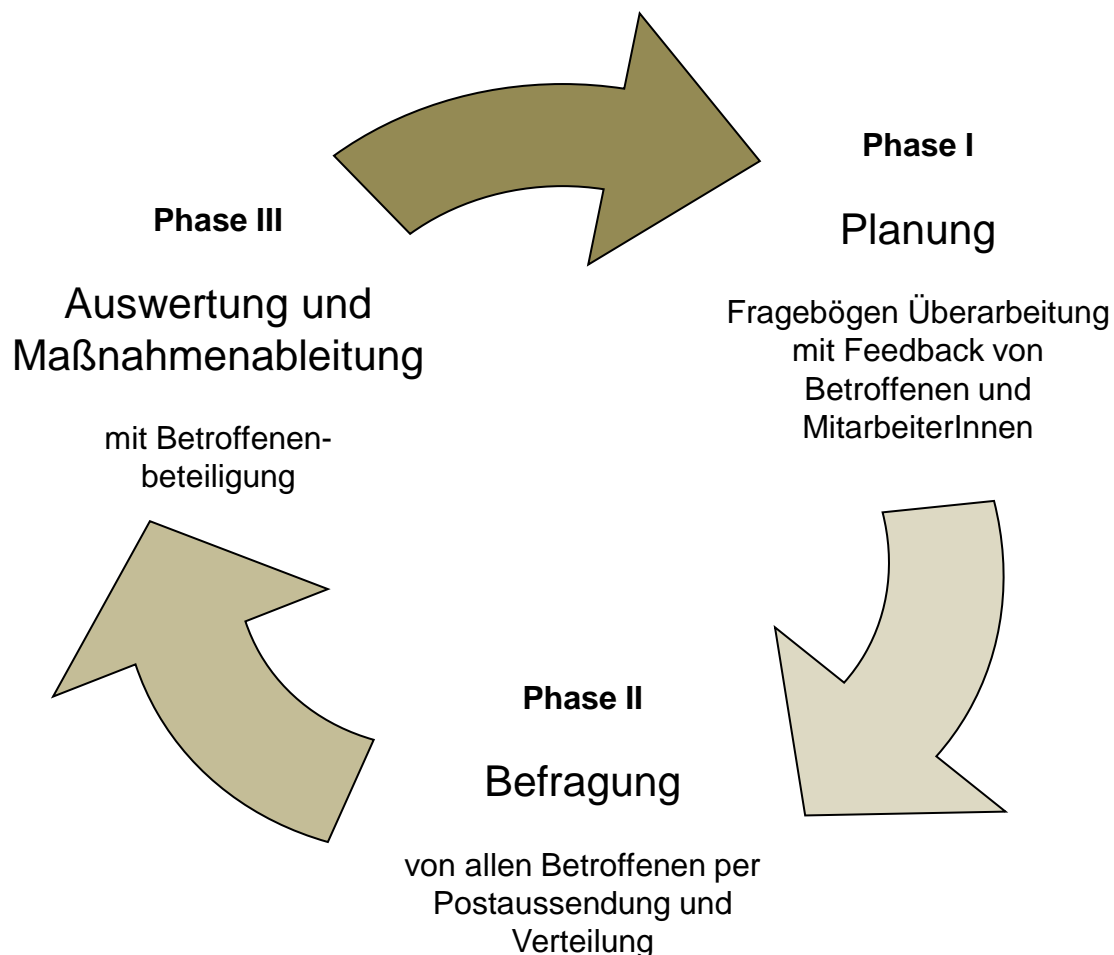 Phase I
Planung
Fragebögen Überarbeitung
mit Feedback von
Betroffenen und
MitarbeiterInnen
Phase II
Befragung
von allen Betroffenen per
Postaussendung und
Verteilung
Phase III
Auswertung und
Maßnahmenableitung
mit Betroffenen-
beteiligung